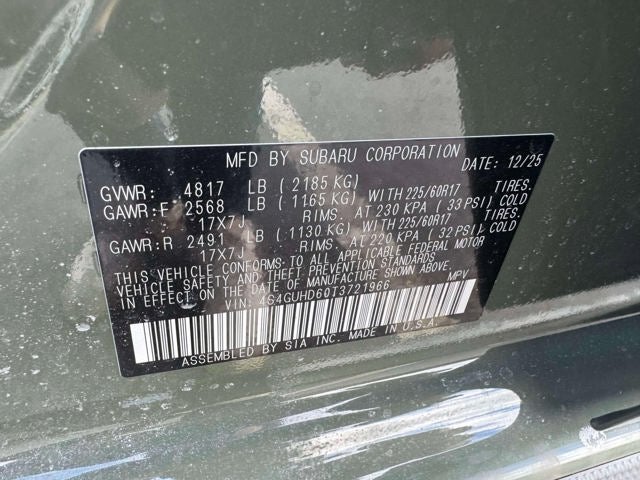 MFD BY SUBARU CORPORATION DATE: 12/25
GVWR: 4817 LB (2185 KG)
GAWR:F 2568 LB (1165 KG) WITH 225/60R17 TIRES.
17X7J RIMS. AT 230 KPA (33 PSI) COLD
GAWR:R 2491 LB (1130 KG) WITH 225/60R17 TIRES.
17X7J RIMS. AT 220 KPA (32 PSI) COLD
THIS VEHICLE CONFORMS TO ALL APPLICABLE FEDERAL MOTOR
VEHICLE SAFETY, BUMPER, AND THEFT PREVENTION STANDARDS
IN EFFECT ON THE DATE OF MANUFACTURE SHOWN ABOVE.
VIN: 4S4GUHD60T3721966 MPV
ASSEMBLED BY SIA INC. MADE IN U.S.A.